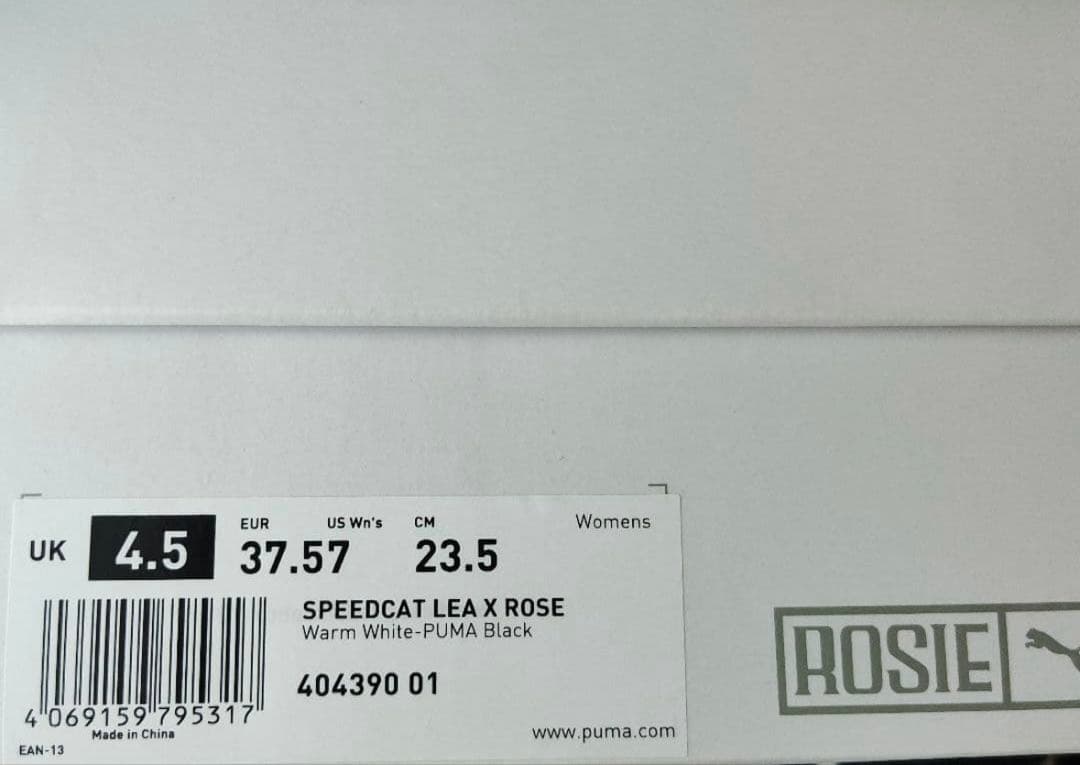 UK 4.5
EUR US Wn's CM Womens
37.57 23.5
SPEEDCAT LEA X ROSE
Warm White-PUMA Black
404390 01
4 069159 795317
Made in China
EAN-13
www.puma.com
ROSIE